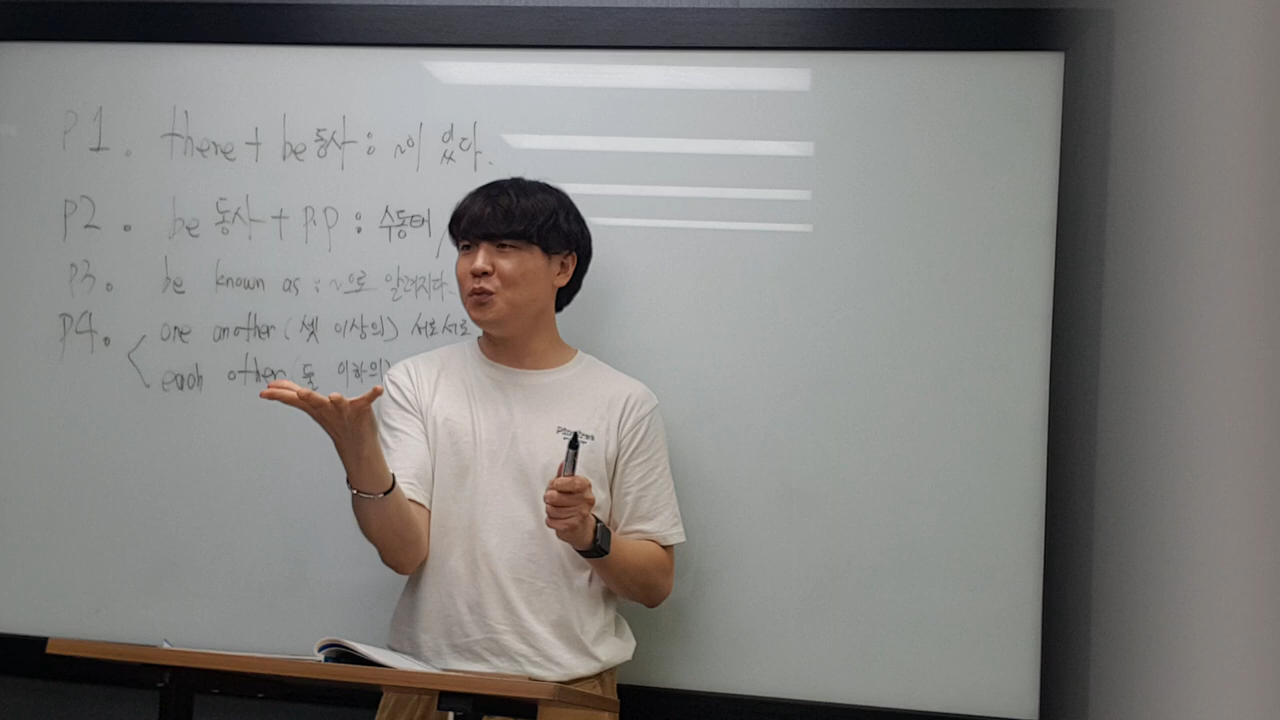 P1. there + be동사 : ~이 있다.
P2. be동사 + P.P : 수동태
P3. be known as : ~으로 알려지다.
P4. < one another (셋 이상의) 서로서로
each other (둘 이하의)